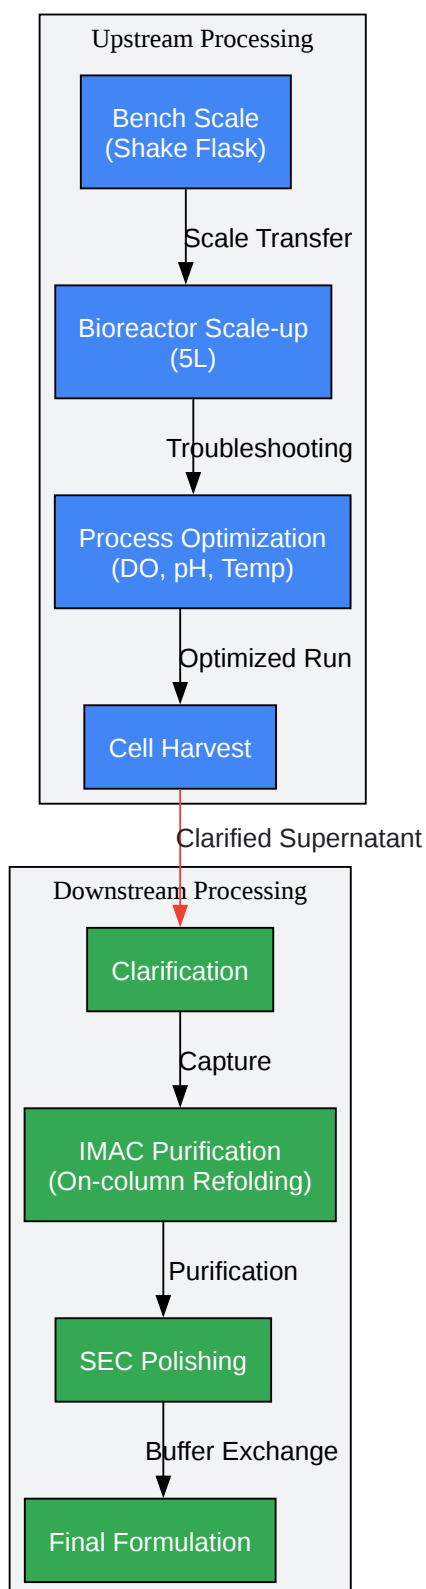 Upstream Processing
Bench Scale
(Shake Flask)
Scale Transfer
Bioreactor Scale-up
(5L)
Troubleshooting
Process Optimization
(DO, pH, Temp)
Optimized Run
Cell Harvest
Clarified Supernatant
Downstream Processing
Clarification
Capture
IMAC Purification
(On-column Refolding)
Purification
SEC Polishing
Buffer Exchange
Final Formulation